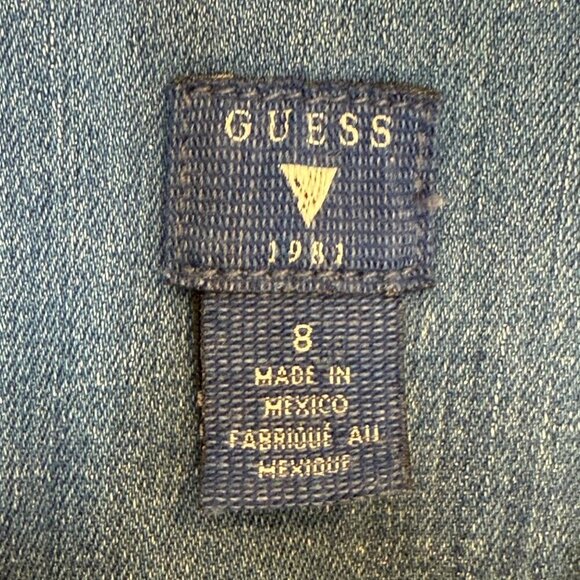 GUESS
1981
8
MADE IN
MEXICO
FABRIQUÉ AU
MEXIQUE